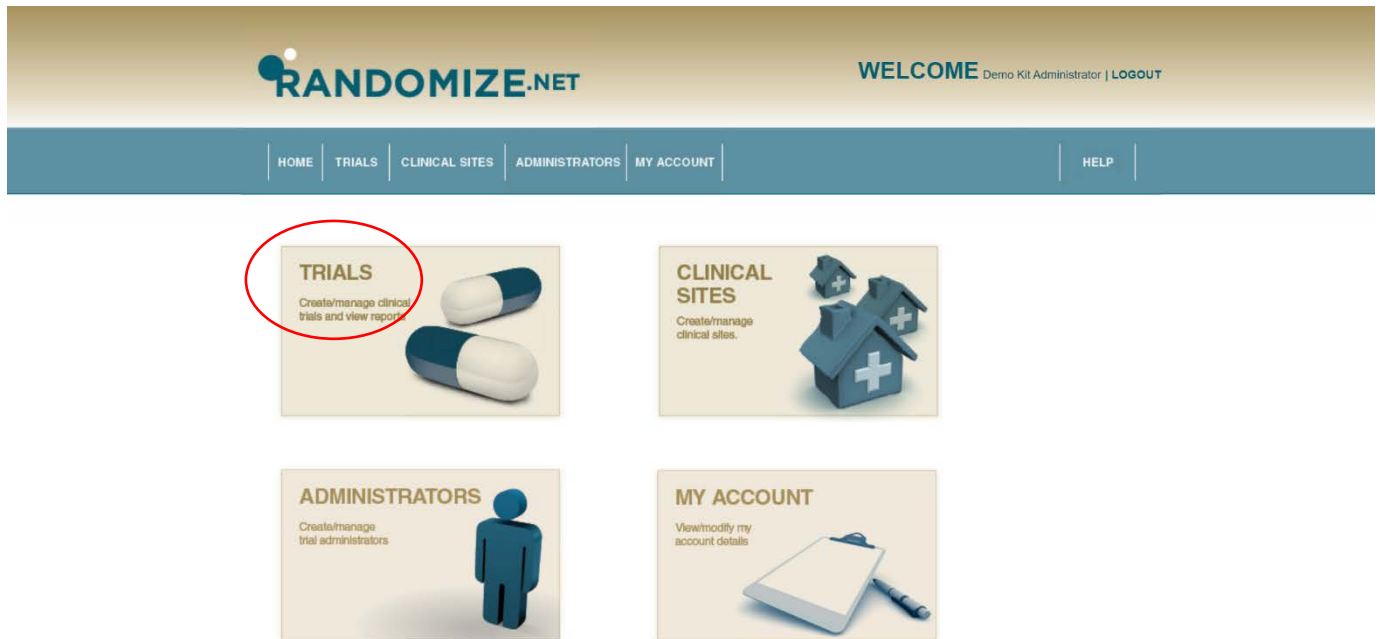 RANDOMIZE.NET
WELCOME Demo Kit Administrator | LOGOUT
HOME TRIALS CLINICAL SITES ADMINISTRATORS MY ACCOUNT HELP
TRIALS
Create/manage clinical
trials and view reports
CLINICAL
SITES
Create/manage
clinical sites.
ADMINISTRATORS
Create/manage
trial administrators
MY ACCOUNT
View/modify my
account details